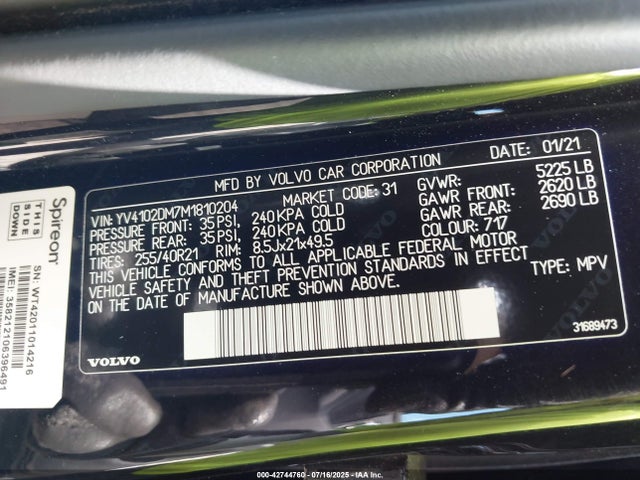 MFD BY VOLVO CAR CORPORATION DATE: 01/21
VIN: YV4102DM7M1810204 MARKET CODE: 31 GVWR: 5225 LB
PRESSURE FRONT: 35 PSI, 240 KPA COLD GAWR FRONT: 2620 LB
PRESSURE REAR: 35 PSI, 240 KPA COLD GAWR REAR: 2690 LB
TIRES: 255/40R21 RIM: 8.5Jx21x49.5 COLOUR: 717
THIS VEHICLE CONFORMS TO ALL APPLICABLE FEDERAL MOTOR
VEHICLE SAFETY AND THEFT PREVENTION STANDARDS IN EFFECT
ON THE DATE OF MANUFACTURE SHOWN ABOVE. TYPE: MPV
31689473
VOLVO
THIS
SIDE
DOWN
Spireon
SN: WT42011014216
IMEI: 358212106396491
000-42744760 - 07/16/2025 - IAA Inc.